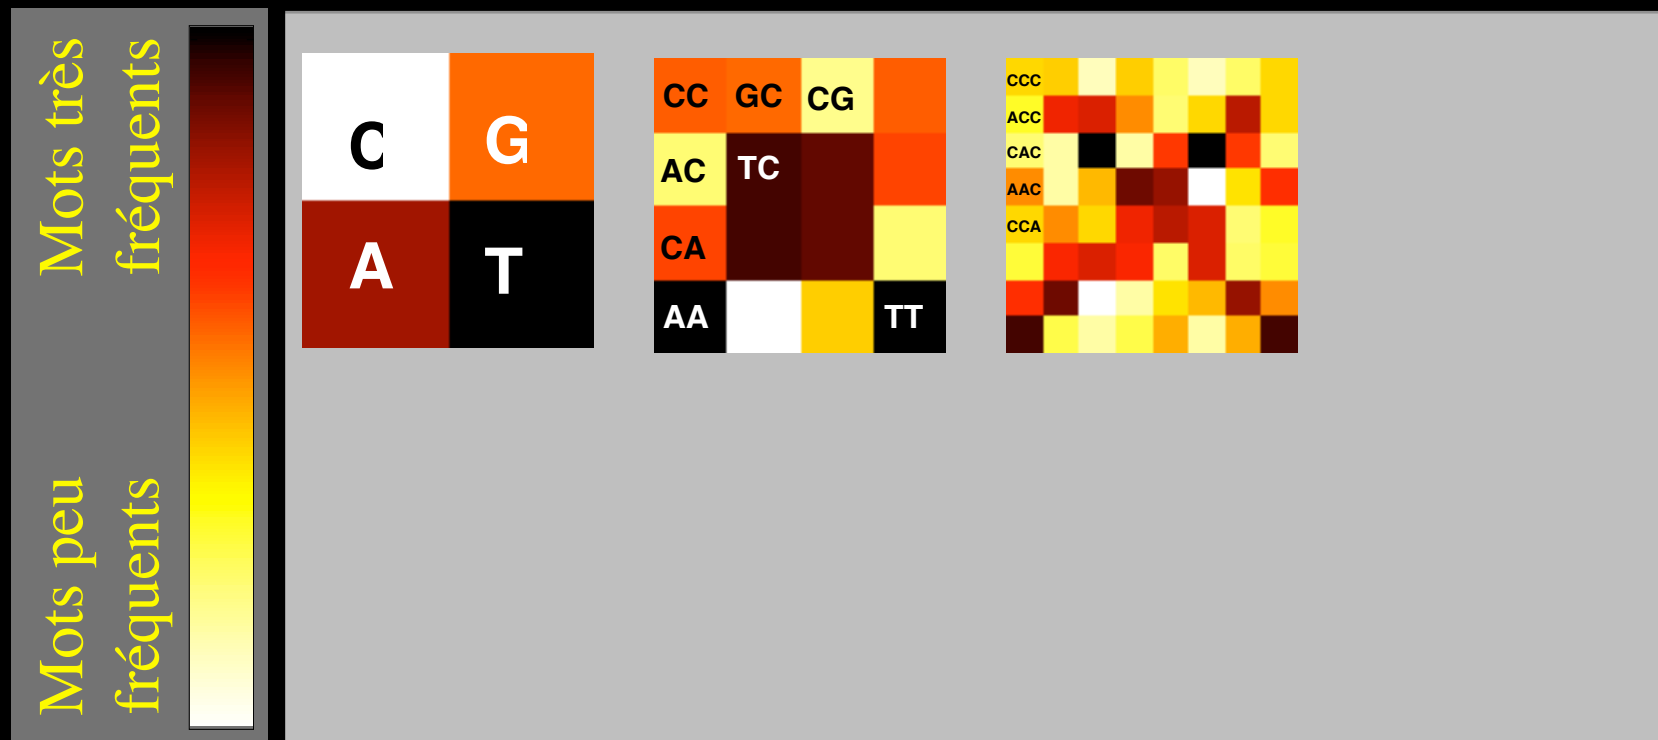 Mots très
fréquents
Mots peu
fréquents
C
G
A
T
CC GC CG
AC TC
CA
AA TT
CCC
ACC
CAC
AAC
CCA